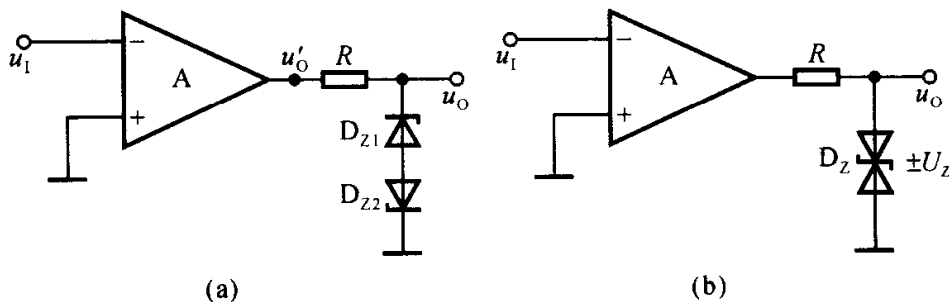 u_I
−
+
A
u'_O
R
u_O
D_Z1
D_Z2
(a)
u_I
−
+
A
R
u_O
D_Z
±U_Z
(b)